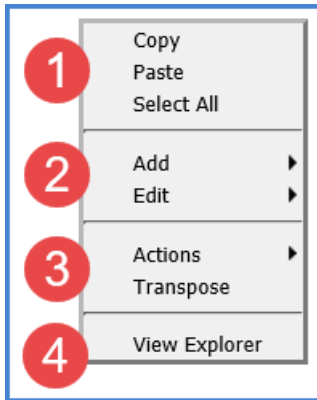 1
Copy
Paste
Select All
2
Add
Edit
3
Actions
Transpose
4
View Explorer